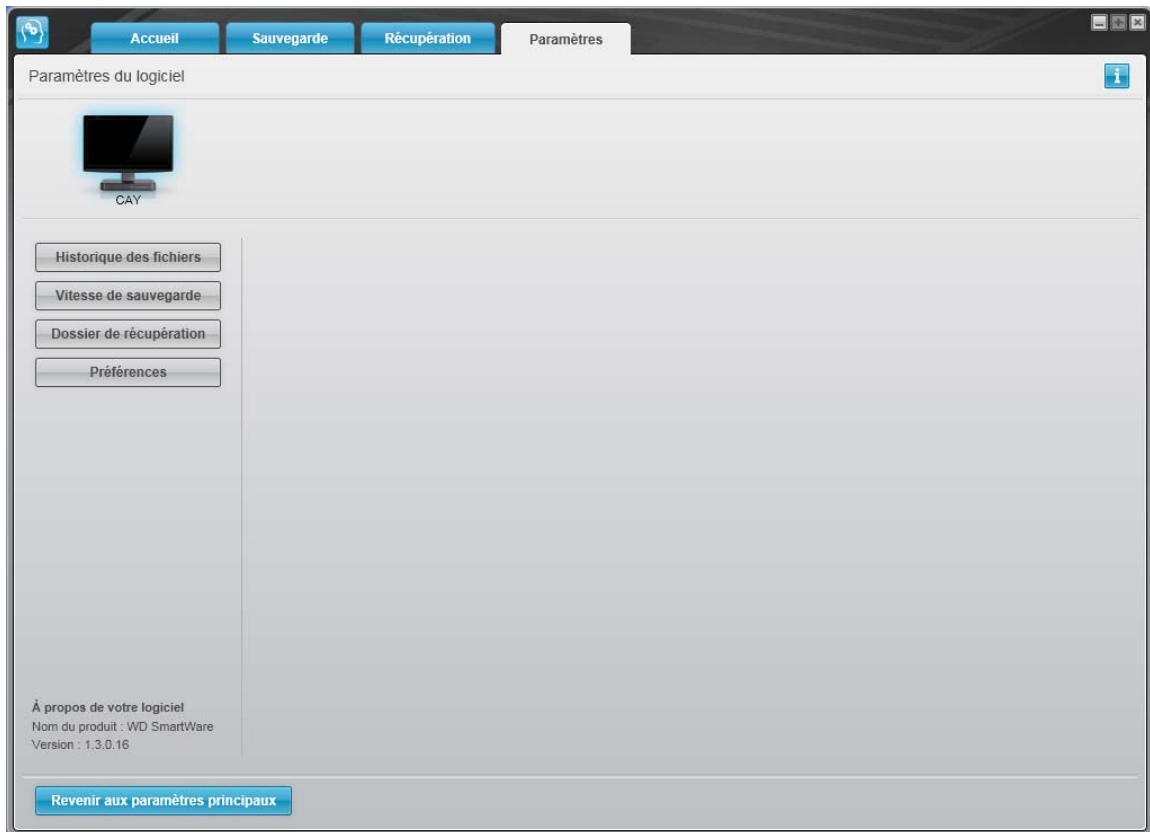 Accueil
Sauvegarde
Récupération
Paramètres
Paramètres du logiciel
i
CAY
Historique des fichiers
Vitesse de sauvegarde
Dossier de récupération
Préférences
À propos de votre logiciel
Nom du produit : WD SmartWare
Version : 1.3.0.16
Revenir aux paramètres principaux